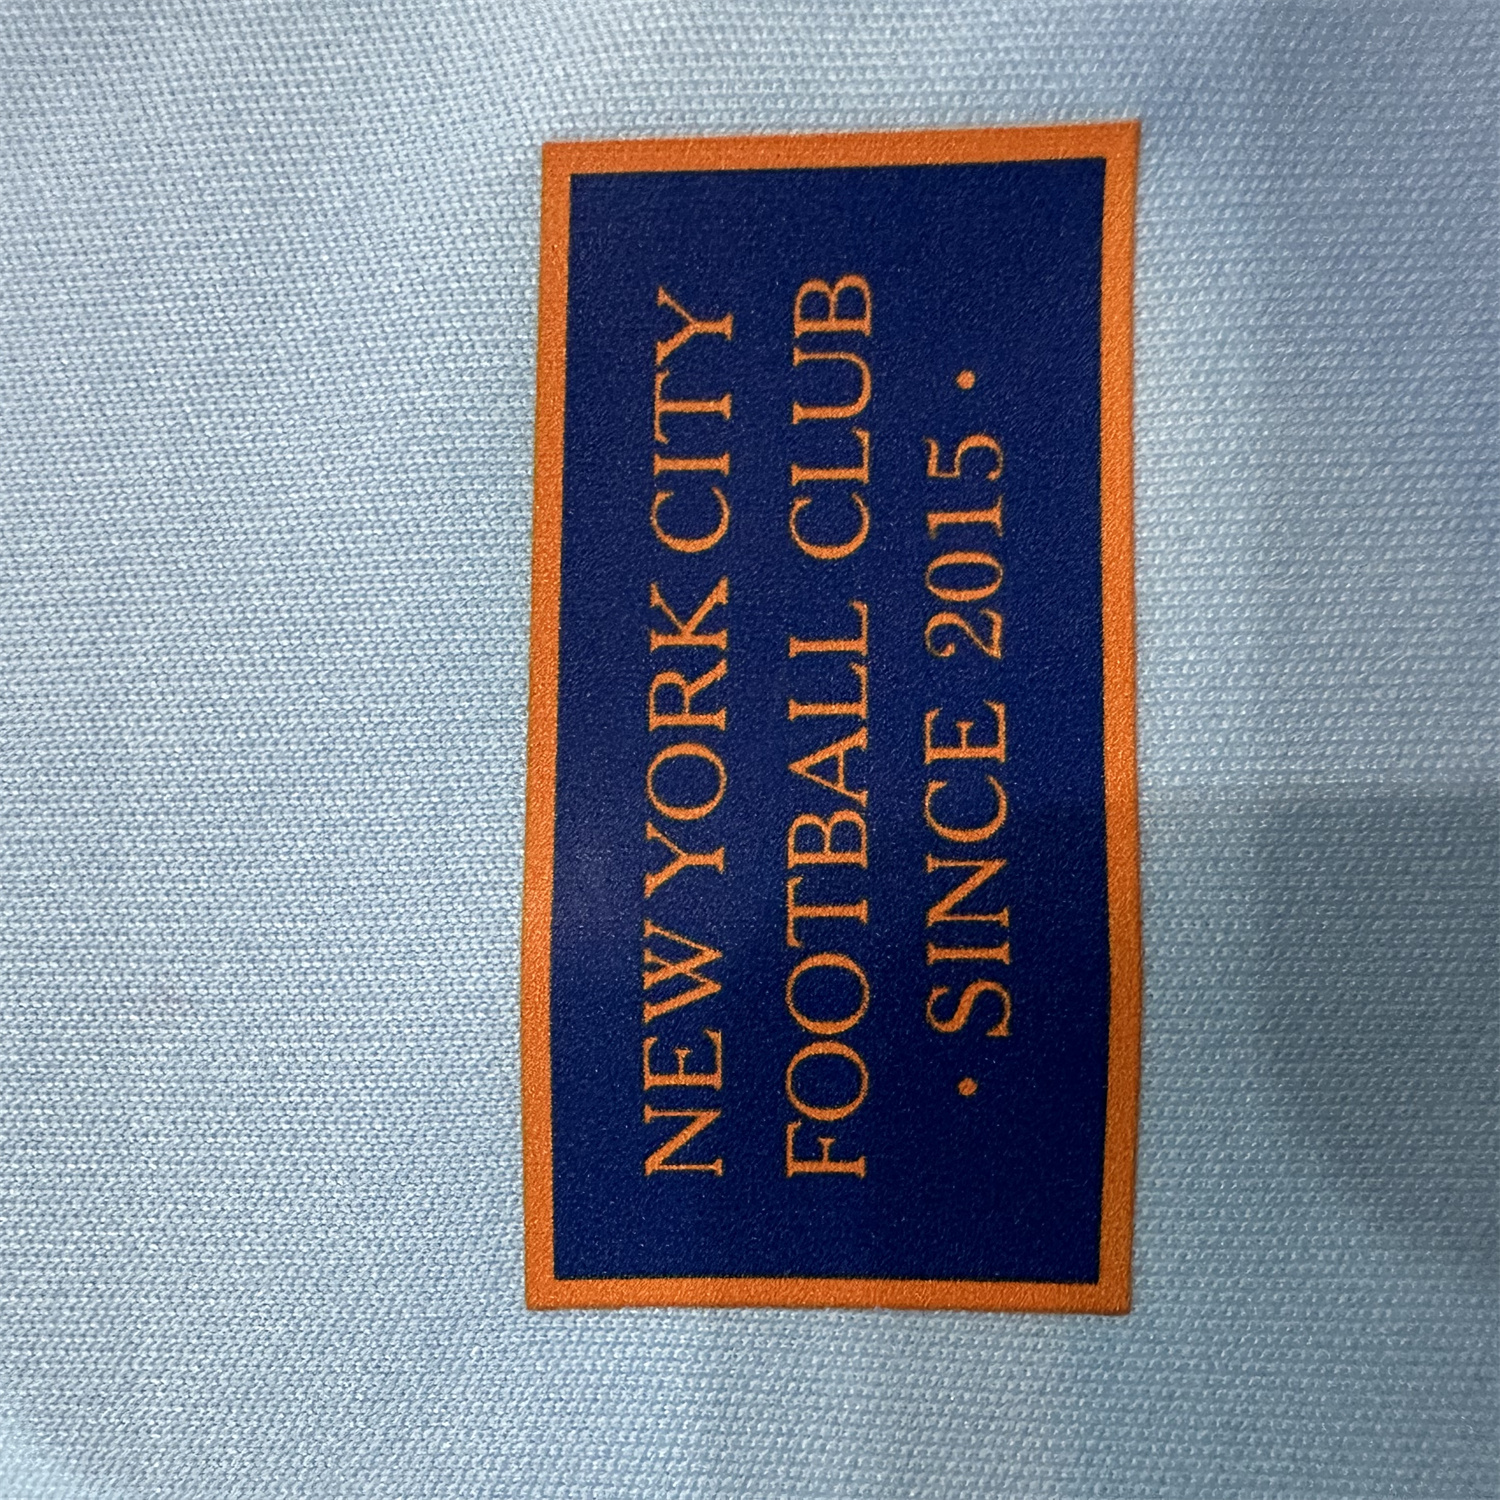 NEW YORK CITY
FOOTBALL CLUB
• SINCE 2015 •